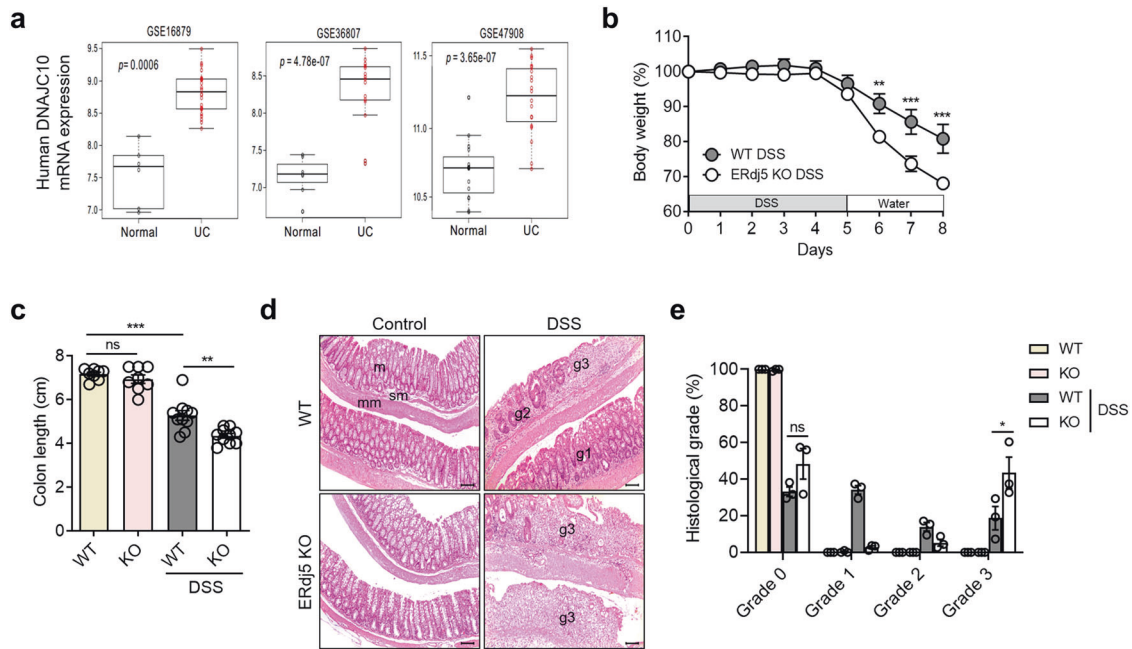 a
GSE16879
GSE36807
GSE47908
Human DNAJC10
mRNA expression
9.5
9.0
8.5
8.0
7.5
7.0
p= 0.0006
Normal
UC
8.5
8.0
7.5
7.0
p = 4.78e-07
Normal
UC
11.5
11.0
10.5
p = 3.65e-07
Normal
UC
b
Body weight (%)
110
100
90
80
70
60
**
***
***
WT DSS
ERdj5 KO DSS
DSS
Water
0 1 2 3 4 5 6 7 8
Days
c
Colon length (cm)
8
6
4
2
0
***
ns
**
WT
KO
WT
KO
DSS
d
Control
DSS
WT
ERdj5 KO
m
sm
mm
g3
g2
g1
g3
g3
e
Histological grade (%)
100
80
60
40
20
0
ns
*
Grade 0
Grade 1
Grade 2
Grade 3
WT
KO
WT
KO
DSS